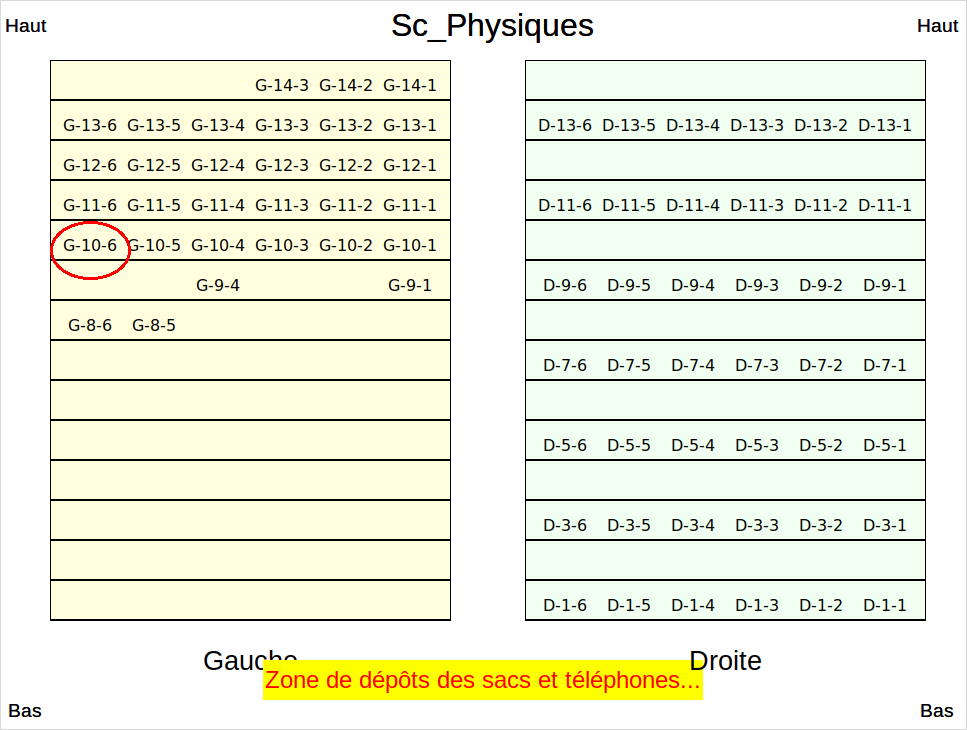 Haut Sc_Physiques Haut
G-14-3 G-14-2 G-14-1
G-13-6 G-13-5 G-13-4 G-13-3 G-13-2 G-13-1 D-13-6 D-13-5 D-13-4 D-13-3 D-13-2 D-13-1
G-12-6 G-12-5 G-12-4 G-12-3 G-12-2 G-12-1
G-11-6 G-11-5 G-11-4 G-11-3 G-11-2 G-11-1 D-11-6 D-11-5 D-11-4 D-11-3 D-11-2 D-11-1
G-10-6 G-10-5 G-10-4 G-10-3 G-10-2 G-10-1
G-9-4 G-9-1 D-9-6 D-9-5 D-9-4 D-9-3 D-9-2 D-9-1
G-8-6 G-8-5
D-7-6 D-7-5 D-7-4 D-7-3 D-7-2 D-7-1
D-5-6 D-5-5 D-5-4 D-5-3 D-5-2 D-5-1
D-3-6 D-3-5 D-3-4 D-3-3 D-3-2 D-3-1
D-1-6 D-1-5 D-1-4 D-1-3 D-1-2 D-1-1
Gauche Droite
Zone de dépôts des sacs et téléphones...
Bas Bas